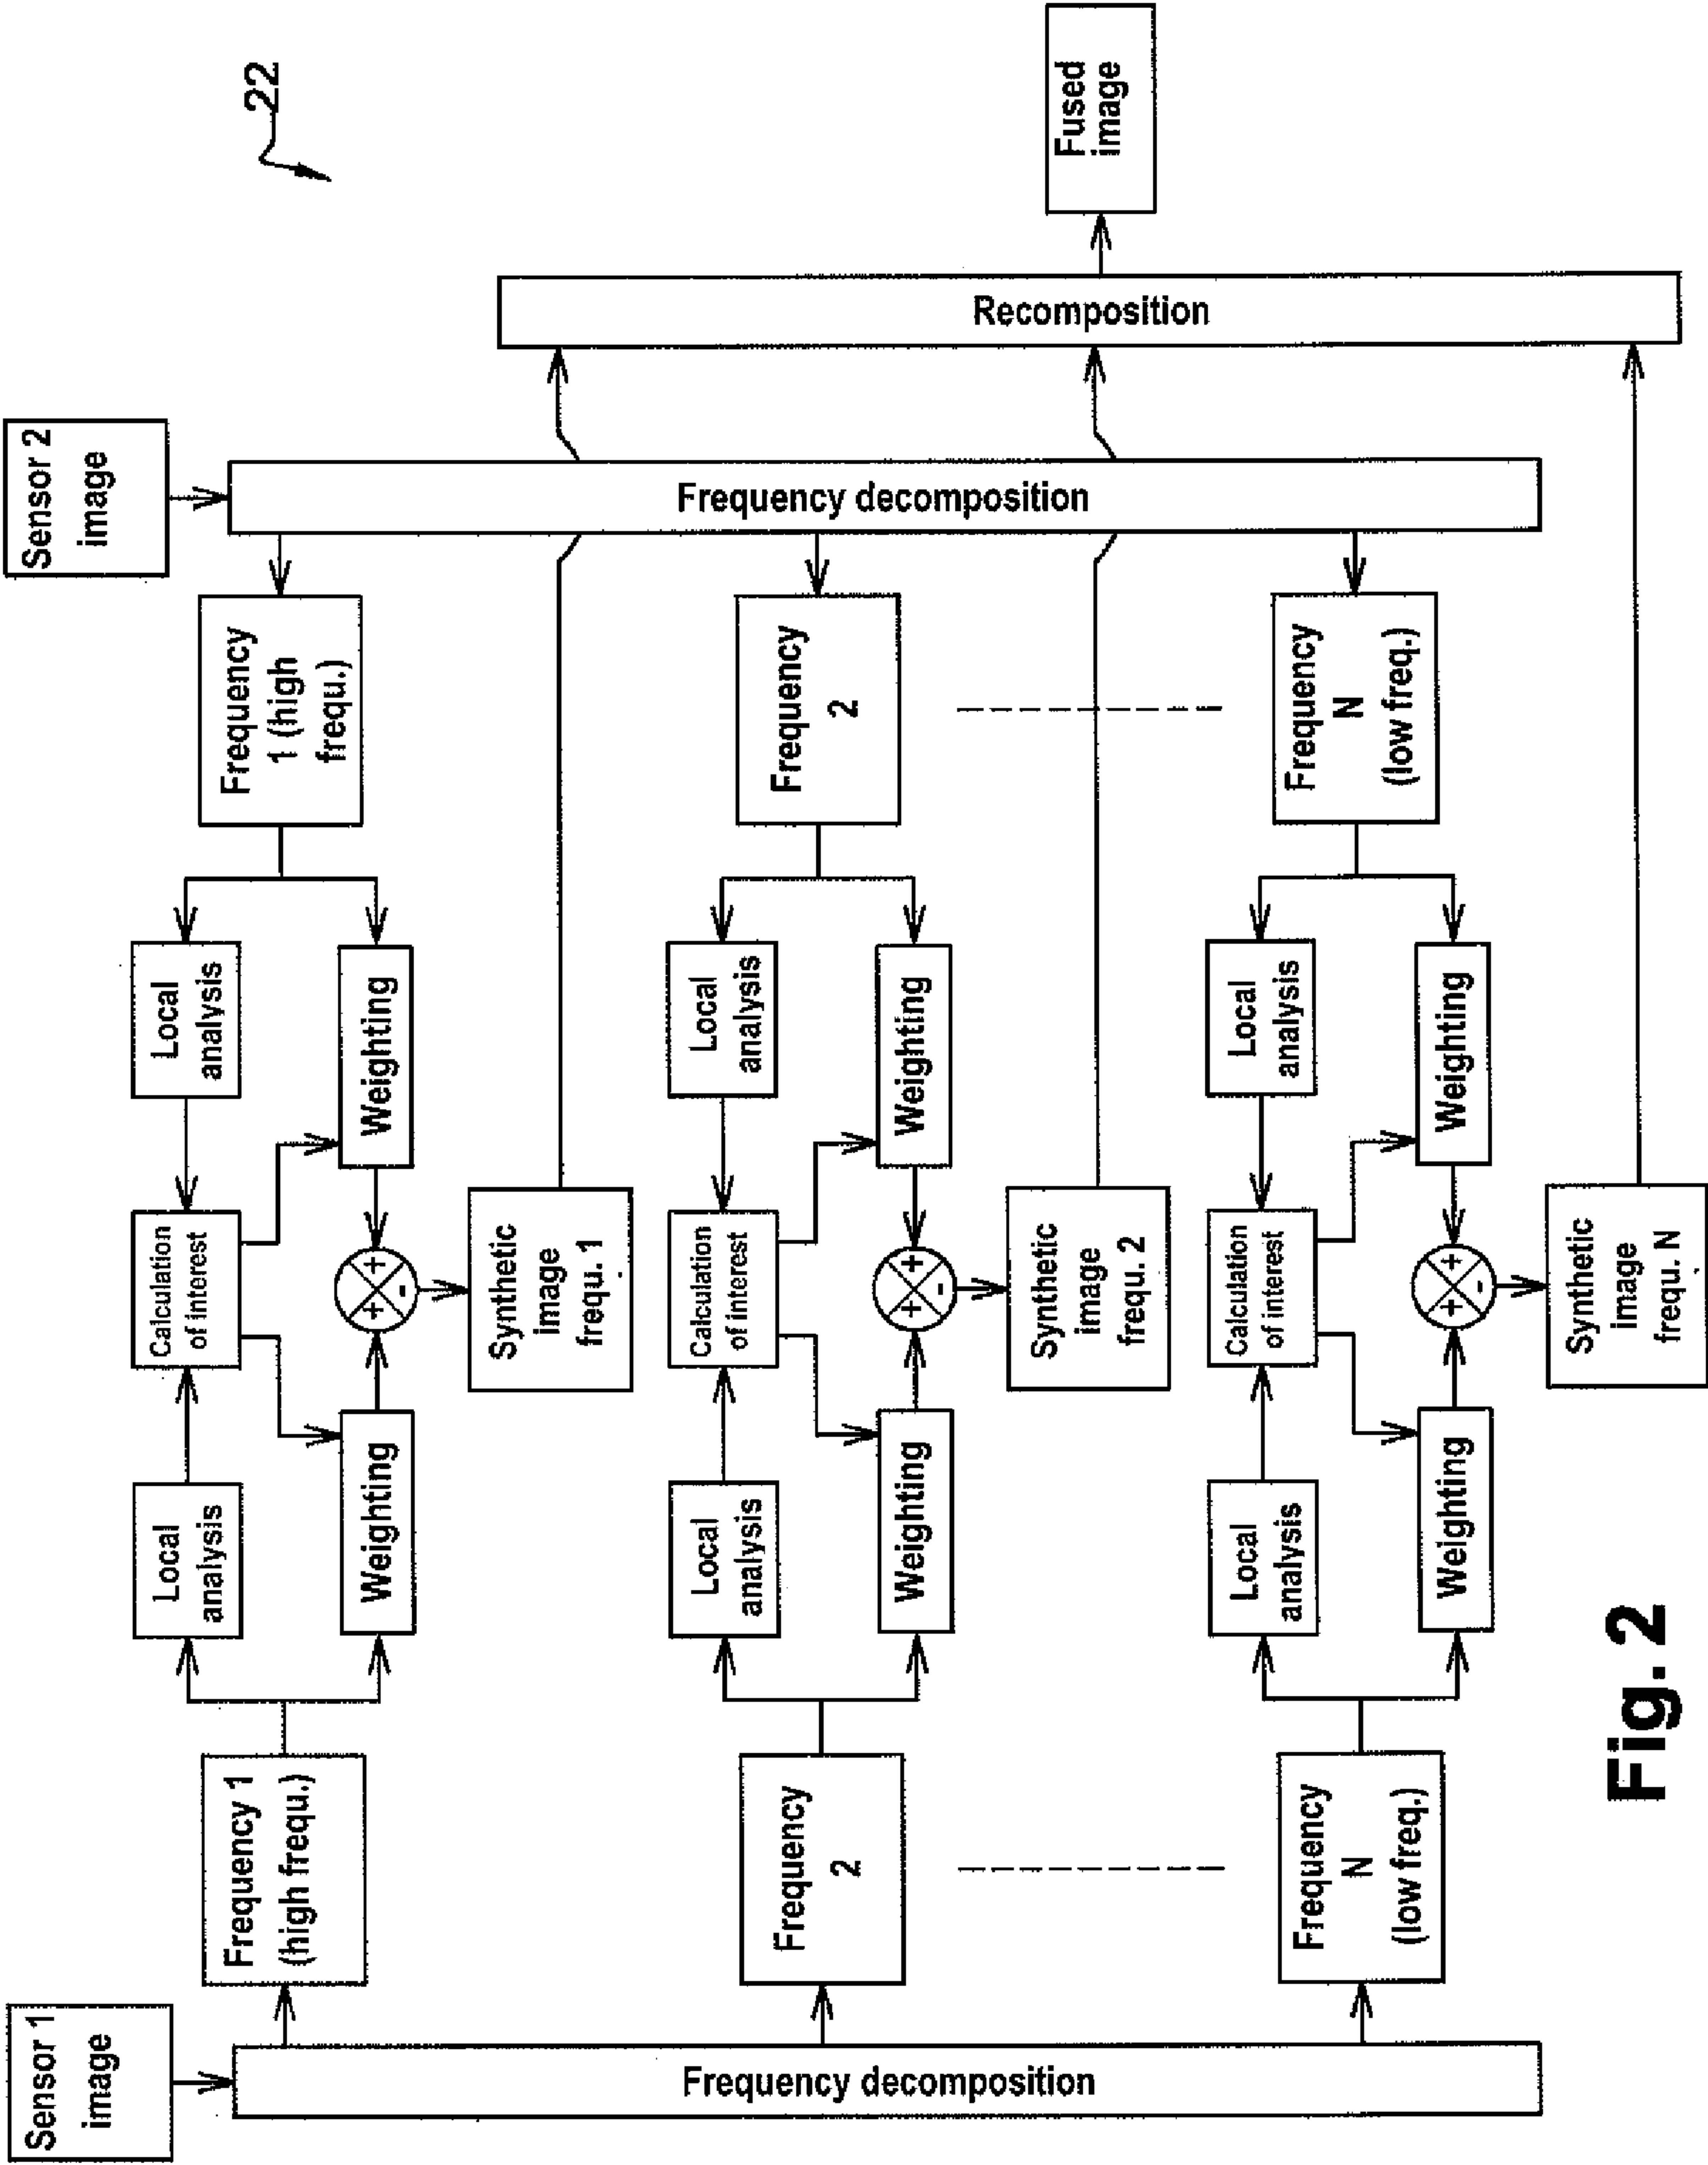 Sensor 1
image
Sensor 2
image
22
Frequency decomposition
Frequency 1
(high frequ.)
Local
analysis
Calculation
of interest
Local
analysis
Frequency
1 (high
frequ.)
Weighting
+ +
-
Weighting
Synthetic
image
frequ. 1
Frequency decomposition
Recomposition
Fused
image
Frequency
2
Local
analysis
Calculation
of interest
Local
analysis
Frequency
2
Weighting
+ +
-
Weighting
Synthetic
image
frequ. 2
Frequency
N
(low freq.)
Local
analysis
Calculation
of interest
Local
analysis
Frequency
N
(low freq.)
Weighting
+ +
-
Weighting
Synthetic
image
frequ. N
Fig. 2